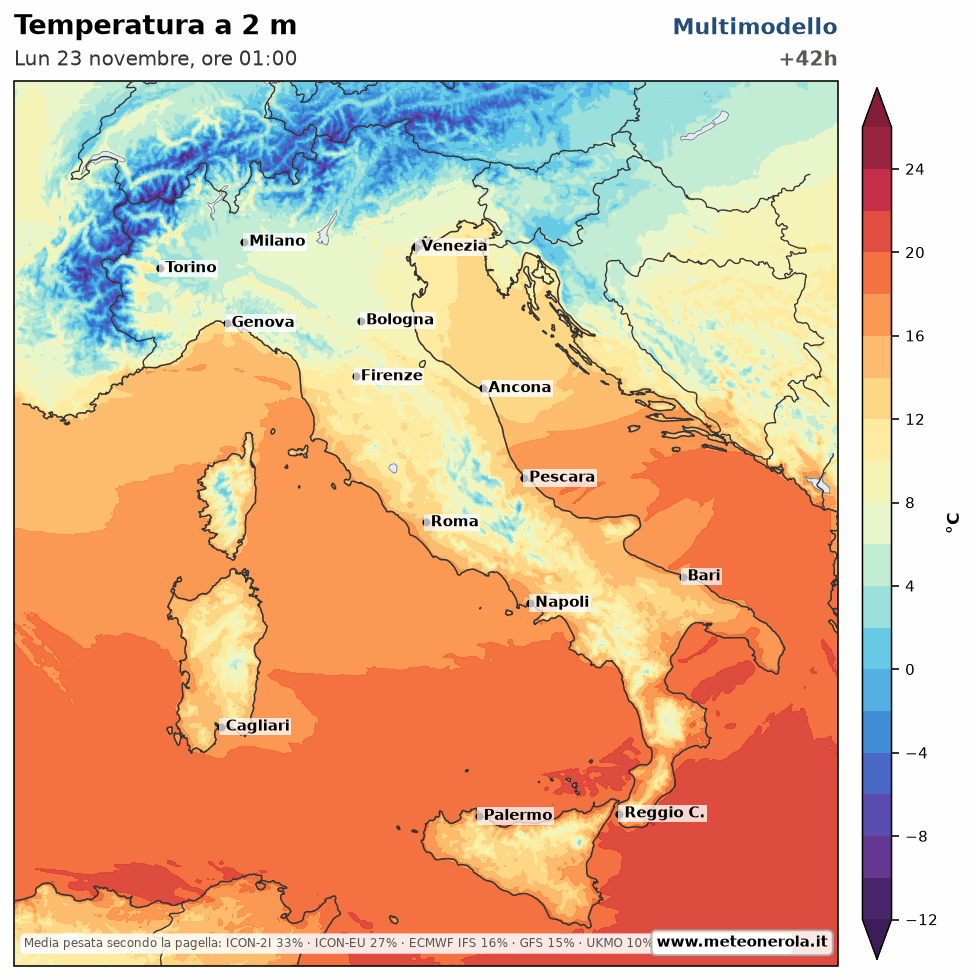 Temperatura a 2 m
Multimodello
Lun 23 novembre, ore 01:00
+42h
24
20
16
12
8
4
0
−4
−8
−12
°C
Milano
Venezia
Torino
Genova
Bologna
Firenze
Ancona
Pescara
Roma
Bari
Napoli
Cagliari
Palermo
Reggio C.
Media pesata secondo la pagella: ICON-2I 33% · ICON-EU 27% · ECMWF IFS 16% · GFS 15% · UKMO 10%
www.meteonerola.it